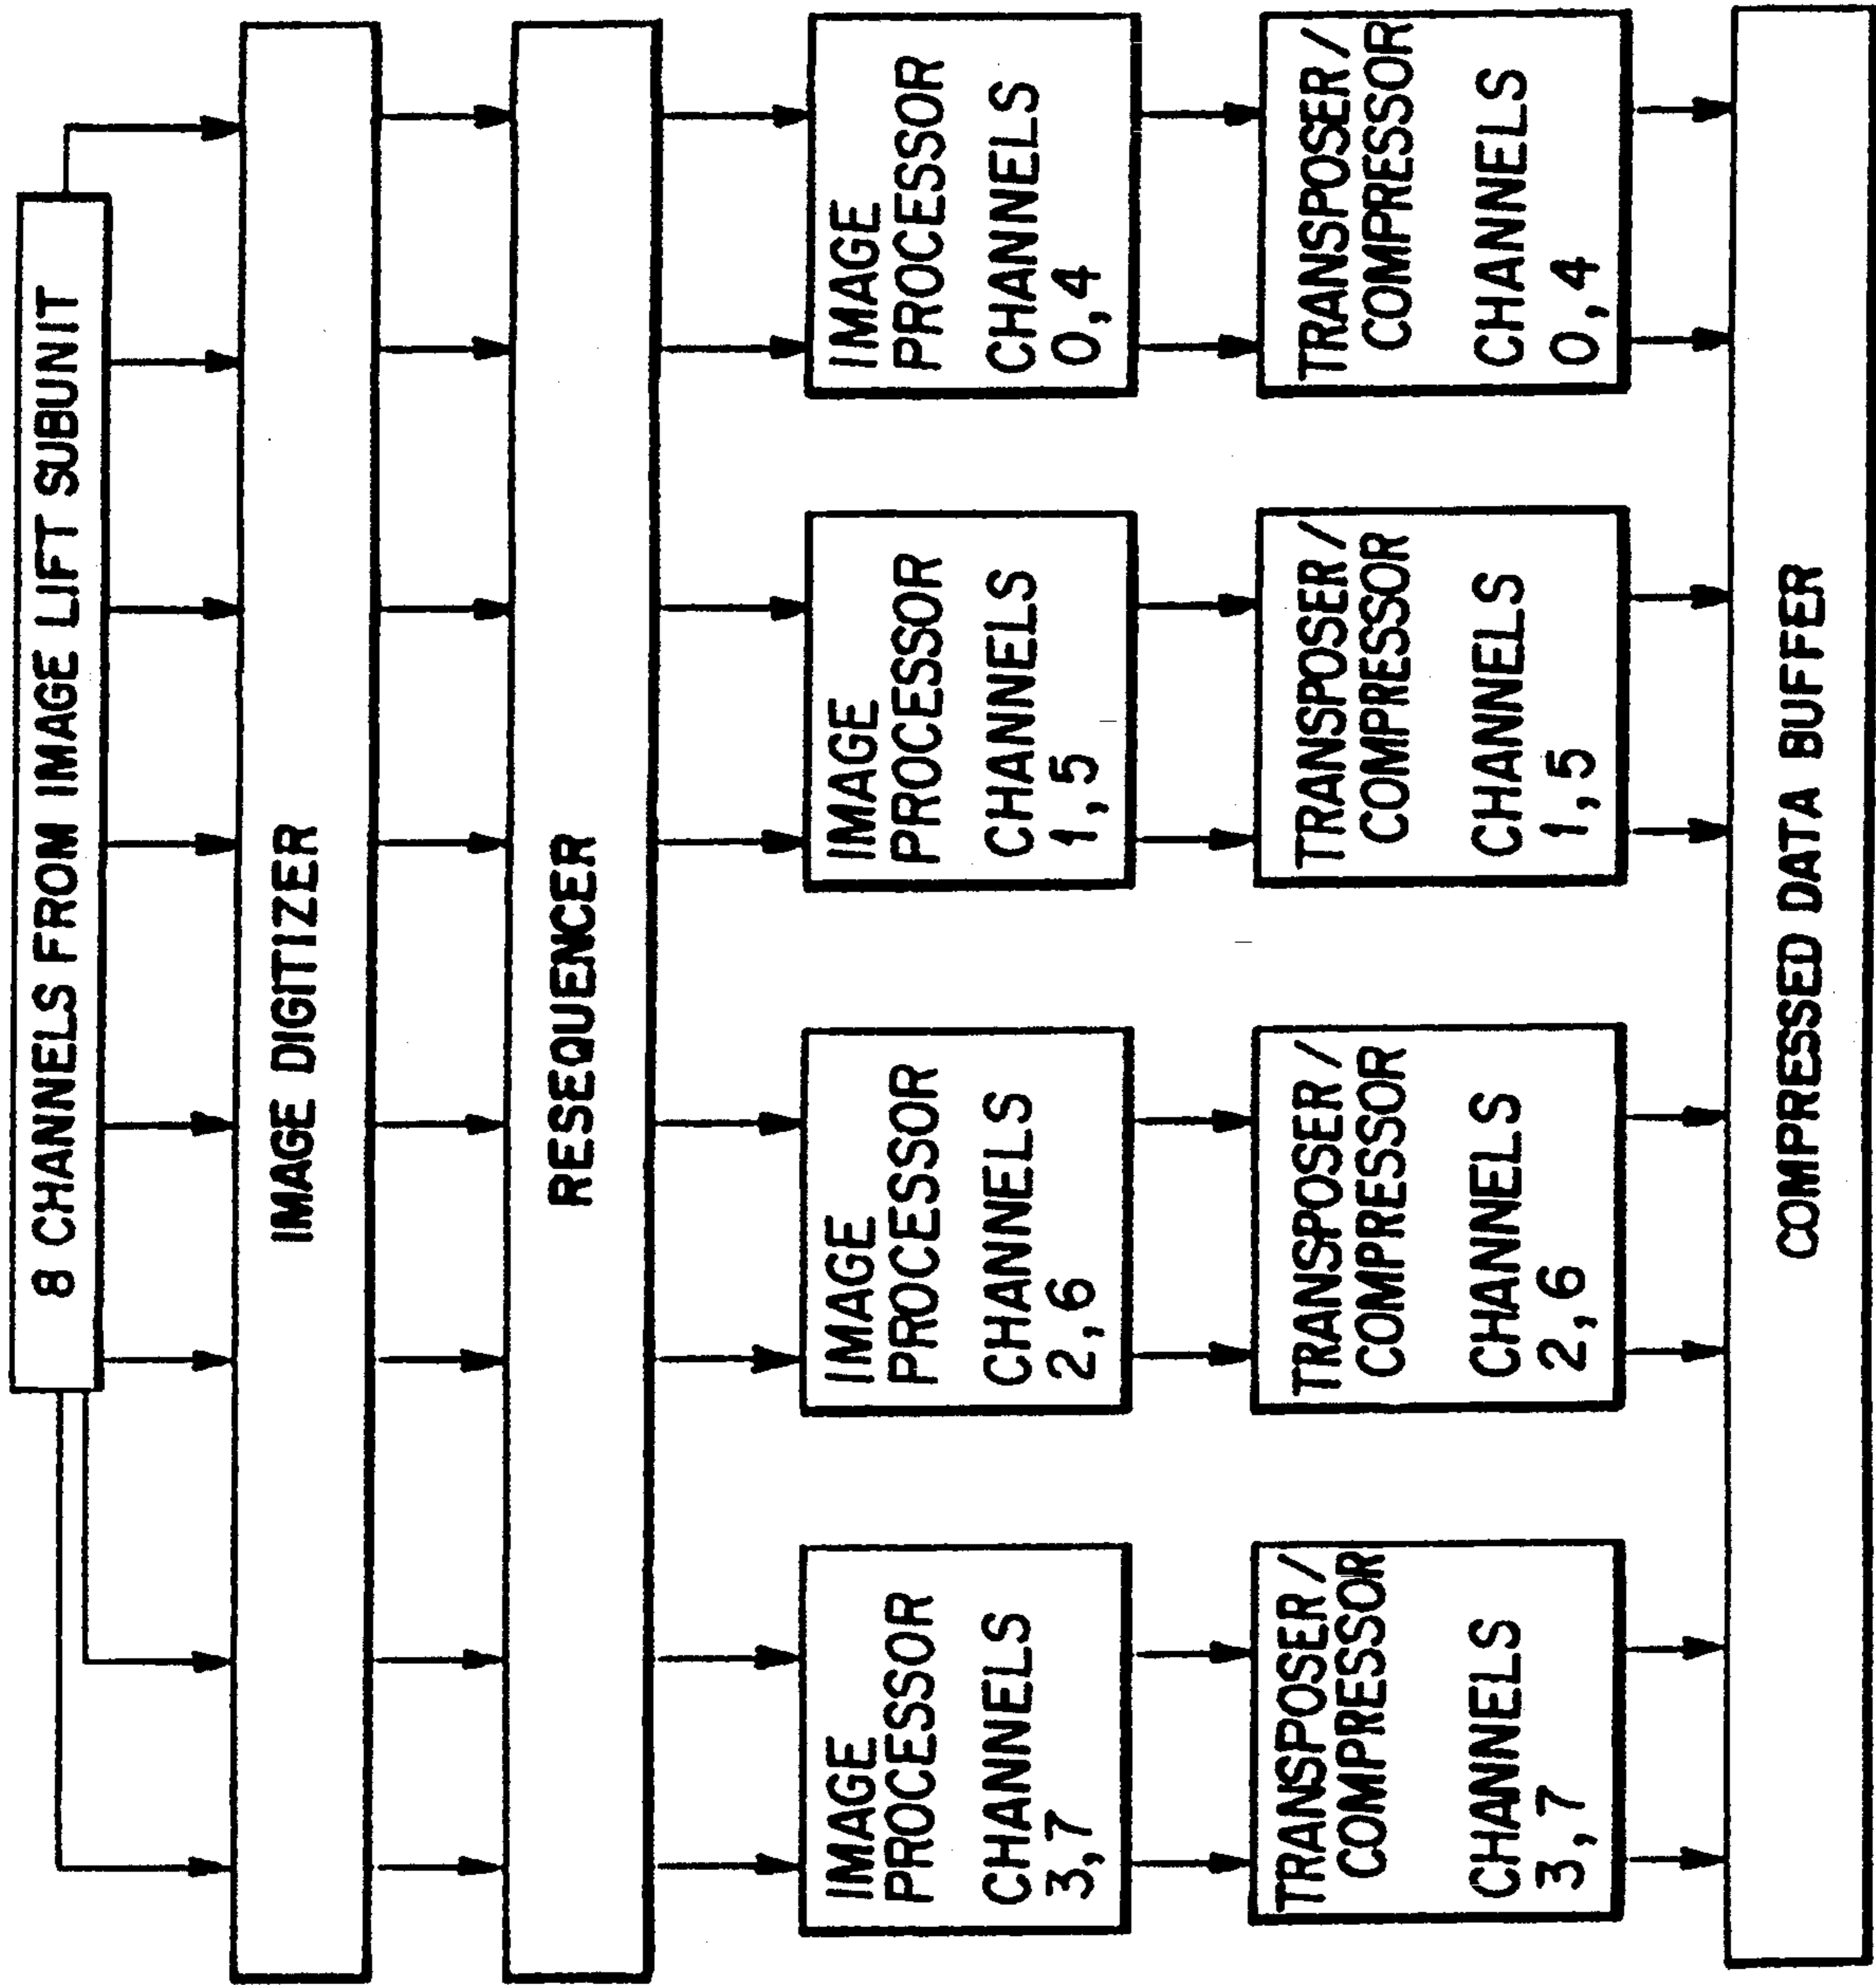 8 CHANNELS FROM IMAGE LIFT SUBUNIT
IMAGE DIGITIZER
RESEQUENCER
IMAGE
PROCESSOR
CHANNELS
3,7
IMAGE
PROCESSOR
CHANNELS
2,6
IMAGE
PROCESSOR
CHANNELS
1,5
IMAGE
PROCESSOR
CHANNELS
0,4
TRANSPOSER/
COMPRESSOR
CHANNELS
3,7
TRANSPOSER/
COMPRESSOR
CHANNELS
2,6
TRANSPOSER/
COMPRESSOR
CHANNELS
1,5
TRANSPOSER/
COMPRESSOR
CHANNELS
0,4
COMPRESSED DATA BUFFER